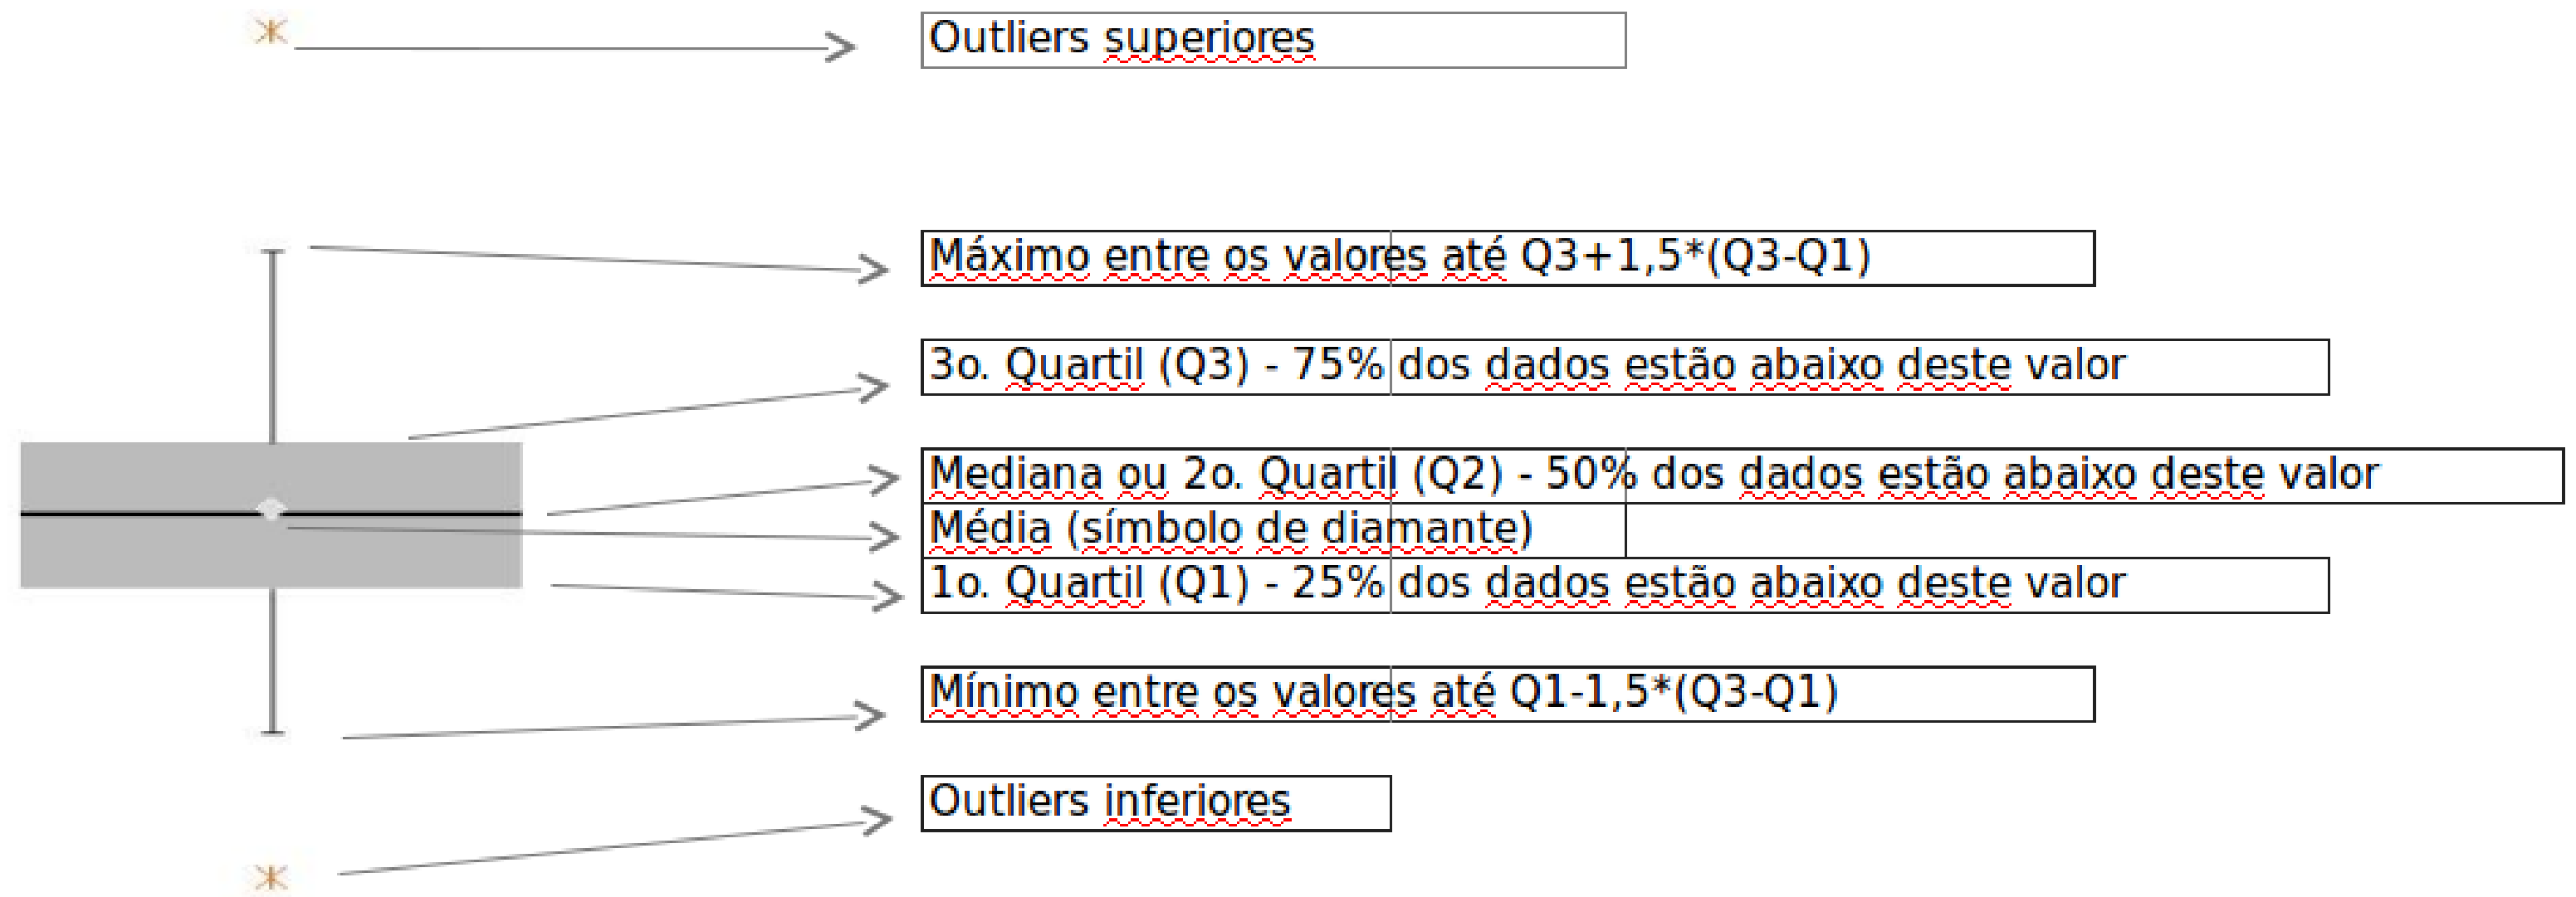 Outliers superiores
Máximo entre os valores até Q3+1,5*(Q3-Q1)
3o. Quartil (Q3) - 75% dos dados estão abaixo deste valor
Mediana ou 2o. Quartil (Q2) - 50% dos dados estão abaixo deste valor
Média (símbolo de diamante)
1o. Quartil (Q1) - 25% dos dados estão abaixo deste valor
Mínimo entre os valores até Q1-1,5*(Q3-Q1)
Outliers inferiores